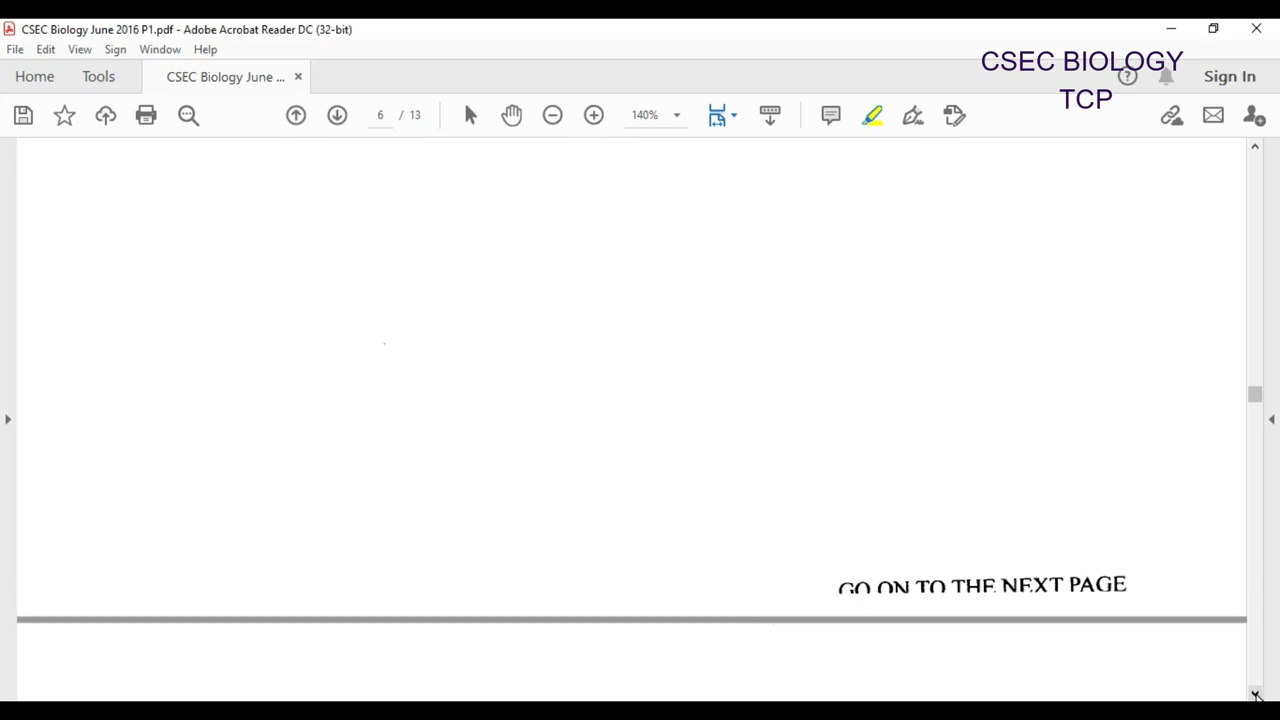 CSEC Biology June 2016 P1.pdf - Adobe Acrobat Reader DC (32-bit)
File Edit View Sign Window Help
CSEC BIOLOGY
TCP
Home Tools CSEC Biology June ... × Sign In
6 / 13 140%
GO ON TO THE NEXT PAGE